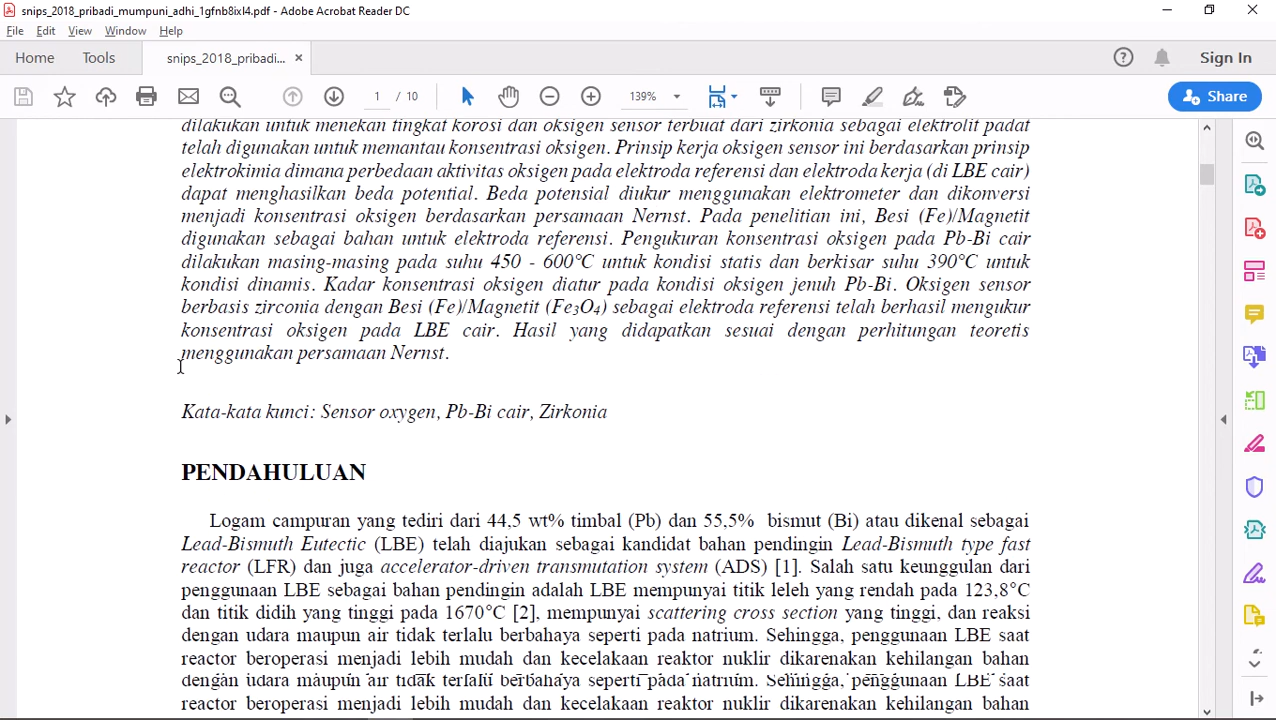 snips_2018_pribadi_mumpuni_adhi_1gfnb8ixl4.pdf - Adobe Acrobat Reader DC
File Edit View Window Help
Home Tools snips_2018_pribadi... × Sign In
1 / 10 139% Share
dilakukan untuk menekan tingkat korosi dan oksigen sensor terbuat dari zirkonia sebagai elektrolit padat
telah digunakan untuk memantau konsentrasi oksigen. Prinsip kerja oksigen sensor ini berdasarkan prinsip
elektrokimia dimana perbedaan aktivitas oksigen pada elektroda referensi dan elektroda kerja (di LBE cair)
dapat menghasilkan beda potential. Beda potensial diukur menggunakan elektrometer dan dikonversi
menjadi konsentrasi oksigen berdasarkan persamaan Nernst. Pada penelitian ini, Besi (Fe)/Magnetit
digunakan sebagai bahan untuk elektroda referensi. Pengukuran konsentrasi oksigen pada Pb-Bi cair
dilakukan masing-masing pada suhu 450 - 600°C untuk kondisi statis dan berkisar suhu 390°C untuk
kondisi dinamis. Kadar konsentrasi oksigen diatur pada kondisi oksigen jenuh Pb-Bi. Oksigen sensor
berbasis zirconia dengan Besi (Fe)/Magnetit (Fe₃O₄) sebagai elektroda referensi telah berhasil mengukur
konsentrasi oksigen pada LBE cair. Hasil yang didapatkan sesuai dengan perhitungan teoretis
menggunakan persamaan Nernst.
Kata-kata kunci: Sensor oxygen, Pb-Bi cair, Zirkonia
PENDAHULUAN
Logam campuran yang tediri dari 44,5 wt% timbal (Pb) dan 55,5% bismut (Bi) atau dikenal sebagai
Lead-Bismuth Eutectic (LBE) telah diajukan sebagai kandidat bahan pendingin Lead-Bismuth type fast
reactor (LFR) dan juga accelerator-driven transmutation system (ADS) [1]. Salah satu keunggulan dari
penggunaan LBE sebagai bahan pendingin adalah LBE mempunyai titik leleh yang rendah pada 123,8°C
dan titik didih yang tinggi pada 1670°C [2], mempunyai scattering cross section yang tinggi, dan reaksi
dengan udara maupun air tidak terlalu berbahaya seperti pada natrium. Sehingga, penggunaan LBE saat
reactor beroperasi menjadi lebih mudah dan kecelakaan reaktor nuklir dikarenakan kehilangan bahan
dengan udara maupun air tidak terlalu berbahaya seperti pada natrium. Sehingga, penggunaan LBE saat
reactor beroperasi menjadi lebih mudah dan kecelakaan reaktor nuklir dikarenakan kehilangan bahan